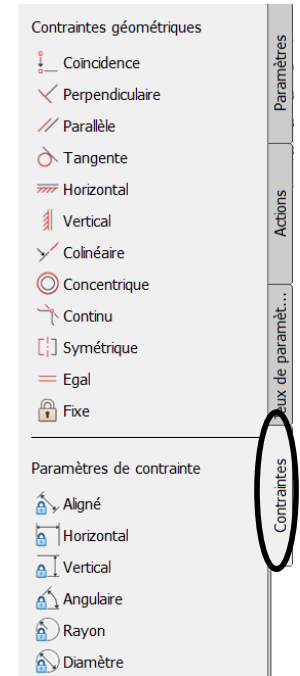 Contraintes géométriques
Coïncidence
Perpendiculaire
Parallèle
Tangente
Horizontal
Vertical
Colinéaire
Concentrique
Continu
Symétrique
Egal
Fixe
Paramètres de contrainte
Aligné
Horizontal
Vertical
Angulaire
Rayon
Diamètre
Paramètres
Actions
eux de paramèt...
Contraintes